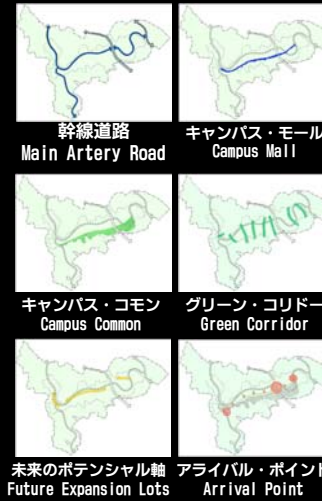 幹線道路
Main Artery Road
キャンパス・モール
Campus Mall
キャンパス・コモン
Campus Common
グリーン・コリドー
Green Corridor
未来のポテンシャル軸
Future Expansion Lots
アライバル・ポイント
Arrival Point